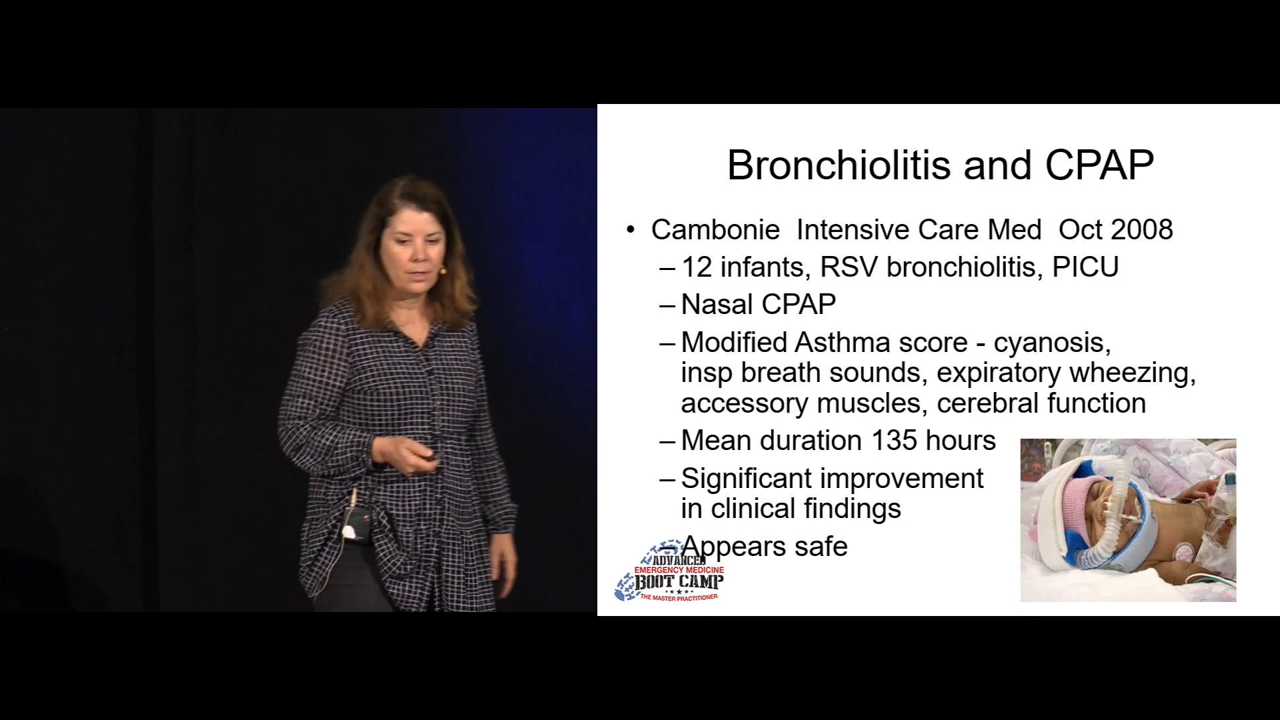 Bronchiolitis and CPAP
• Cambonie Intensive Care Med Oct 2008
– 12 infants, RSV bronchiolitis, PICU
– Nasal CPAP
– Modified Asthma score - cyanosis,
insp breath sounds, expiratory wheezing,
accessory muscles, cerebral function
– Mean duration 135 hours
– Significant improvement
in clinical findings
– Appears safe
ADVANCED
EMERGENCY MEDICINE
BOOT CAMP
THE MASTER PRACTITIONER